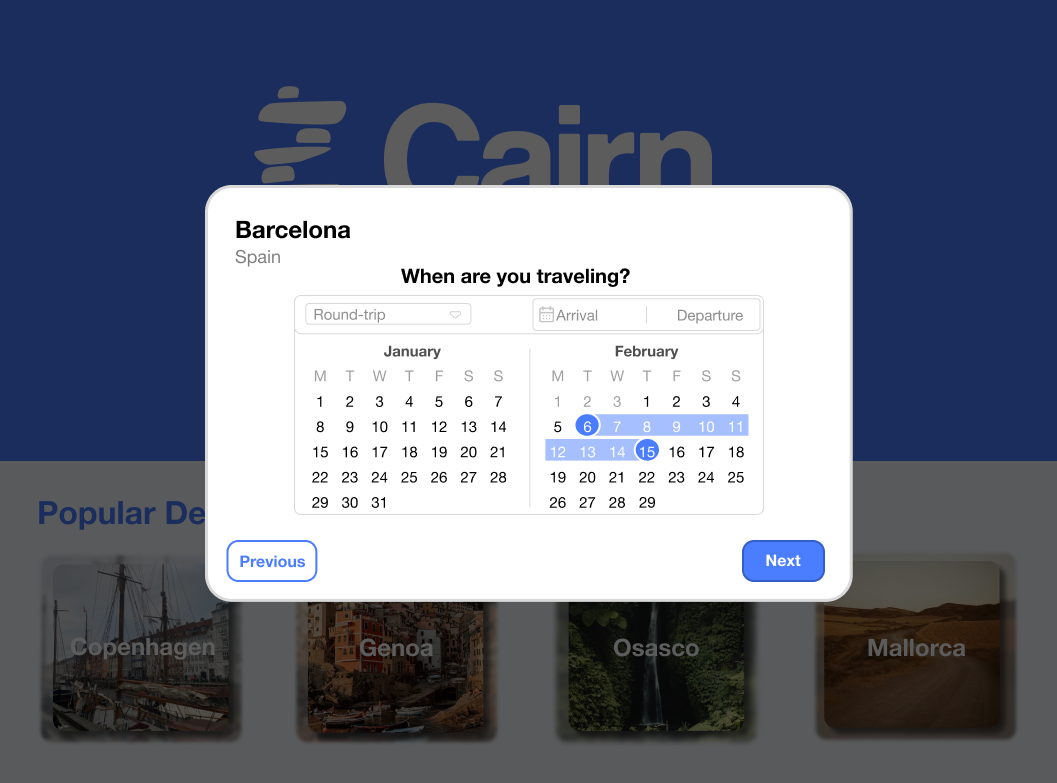 Cairn
Barcelona
Spain
When are you traveling?
Round-trip Arrival Departure
January February
M T W T F S S M T W T F S S
1 2 3 4 5 6 7 1 2 3 1 2 3 4
8 9 10 11 12 13 14 5 6 7 8 9 10 11
15 16 17 18 19 20 21 12 13 14 15 16 17 18
22 23 24 25 26 27 28 19 20 21 22 23 24 25
29 30 31 26 27 28 29
Popular De
Previous Next
Copenhagen Genoa Osasco Mallorca